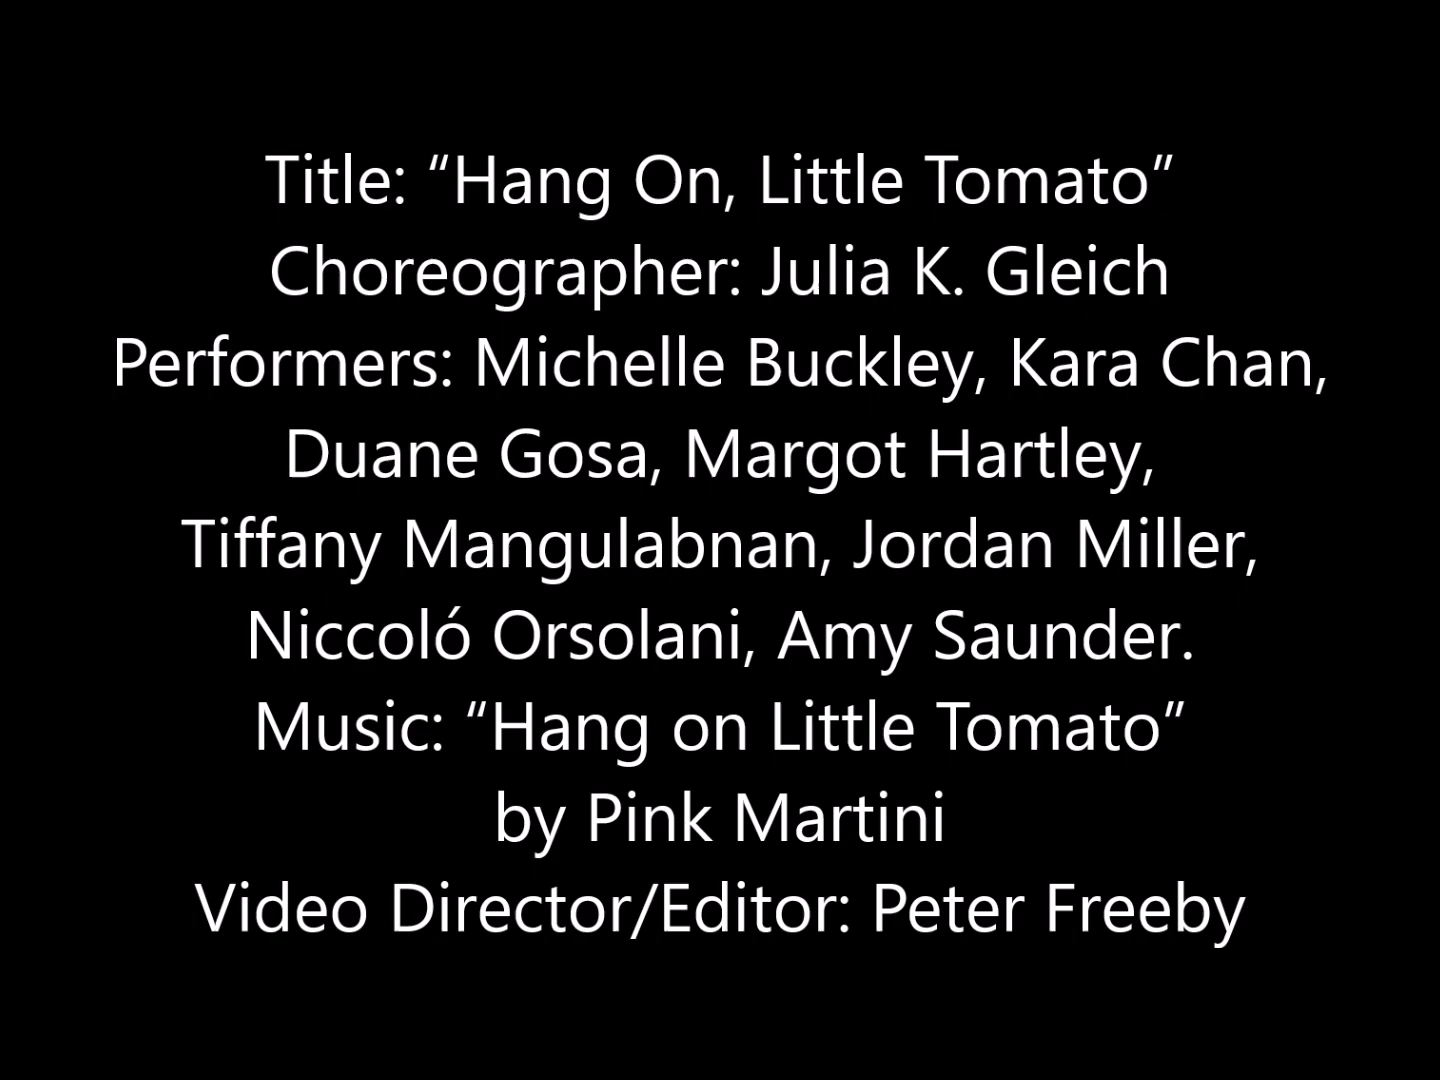 Title: “Hang On, Little Tomato”
Choreographer: Julia K. Gleich
Performers: Michelle Buckley, Kara Chan,
Duane Gosa, Margot Hartley,
Tiffany Mangulabnan, Jordan Miller,
Niccoló Orsolani, Amy Saunder.
Music: “Hang on Little Tomato”
by Pink Martini
Video Director/Editor: Peter Freeby